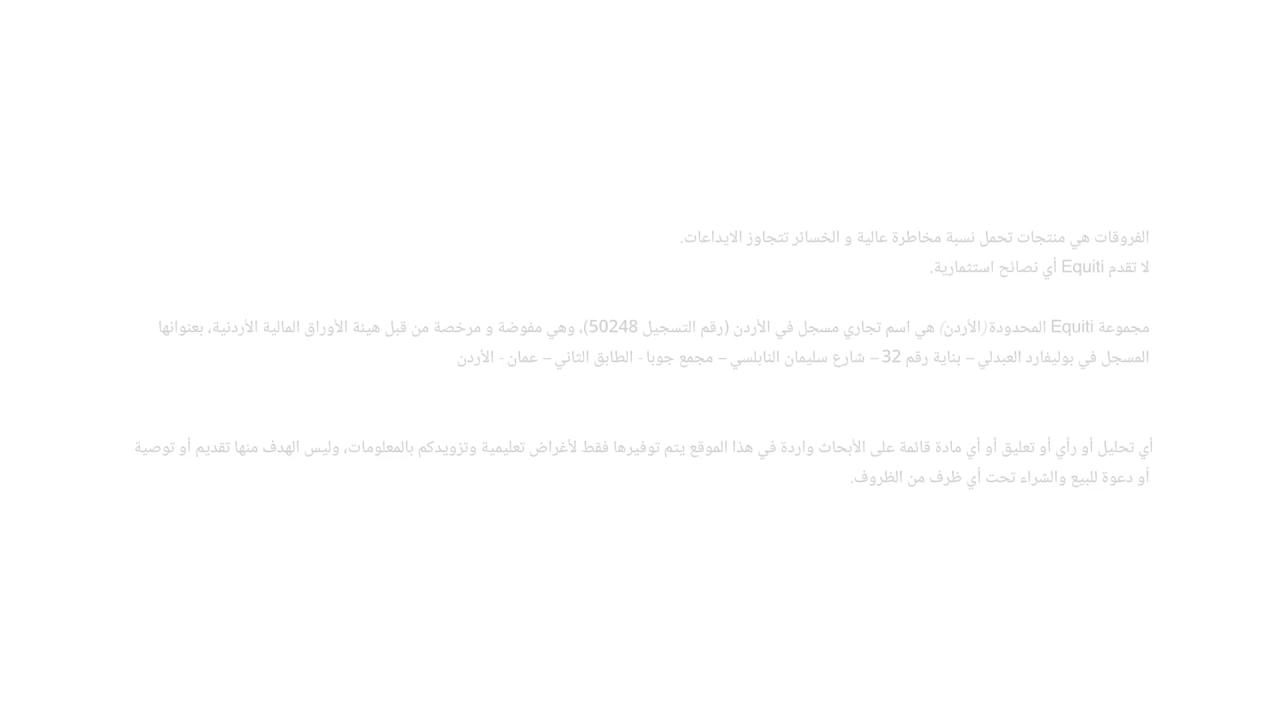 الفروقات هي منتجات تحمل نسبة مخاطرة عالية و الخسائر تتجاوز الايداعات.
لا تقدم Equiti أي نصائح استثمارية.
مجموعة Equiti المحدودة (الأردن) هي اسم تجاري مسجل في الأردن (رقم التسجيل 50248)، وهي مفوضة و مرخصة من قبل هيئة الأوراق المالية الأردنية، بعنوانها
المسجل في بوليفارد العبدلي – بناية رقم 32 – شارع سليمان النابلسي – مجمع جوبا - الطابق الثاني – عمان - الأردن
أي تحليل أو رأي أو تعليق أو أي مادة قائمة على الأبحاث واردة في هذا الموقع يتم توفيرها فقط لأغراض تعليمية وتزويدكم بالمعلومات، وليس الهدف منها تقديم أو توصية
أو دعوة للبيع والشراء تحت أي ظرف من الظروف.